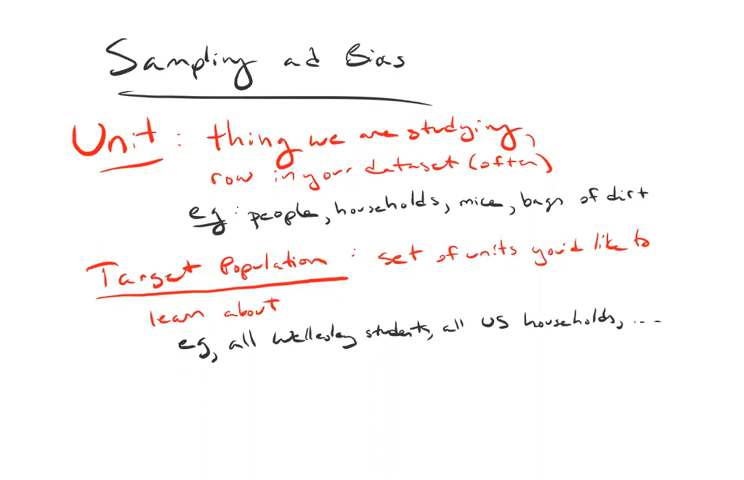 Sampling ad Bias
Unit : thing we are studying,
row in your dataset (often)
eg : people, households, mice, bags of dirt
Target Population : set of units you'd like to
learn about
eg, all Wellesley students, all US households, ...